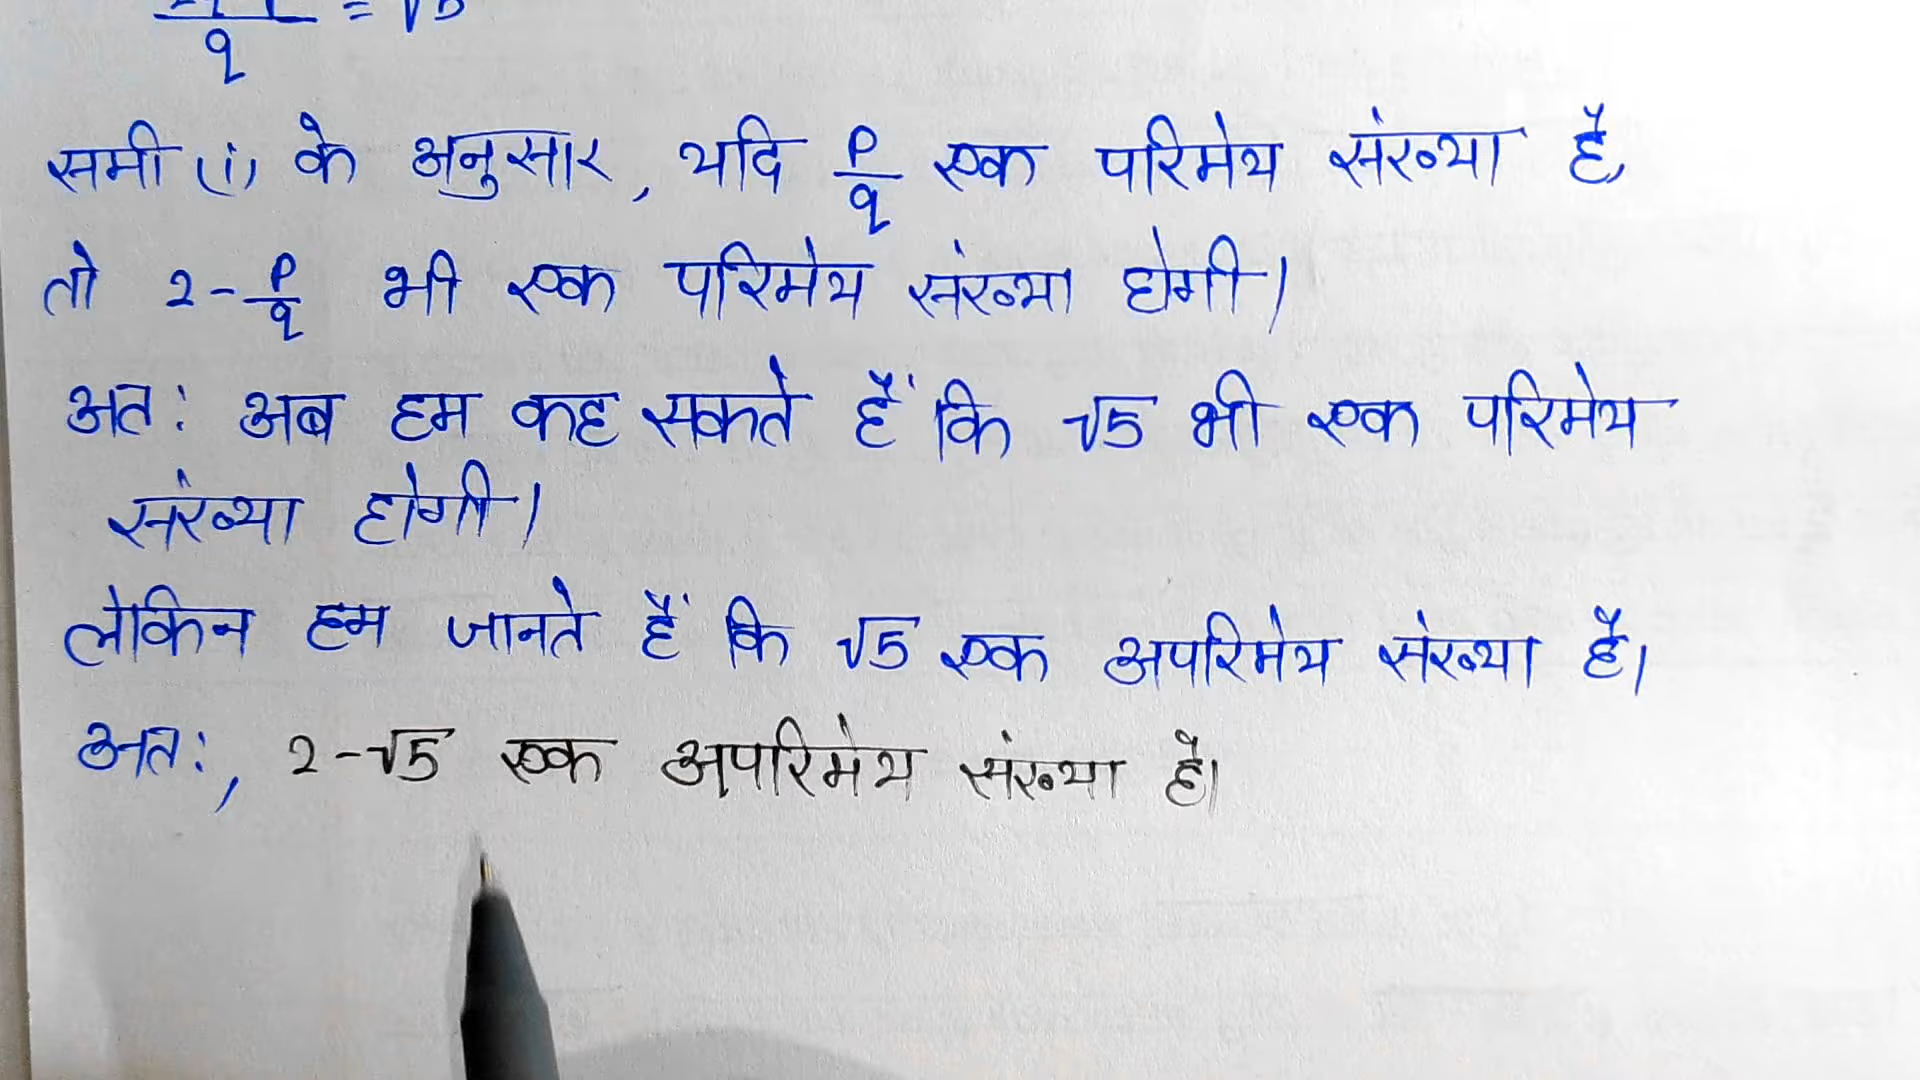 q = √5
समी (i) के अनुसार, यदि p/q एक परिमेय संख्या है,
तो 2-p/q भी एक परिमेय संख्या होगी।
अतः अब हम कह सकते हैं कि √5 भी एक परिमेय
संख्या होगी।
लेकिन हम जानते हैं कि √5 एक अपरिमेय संख्या है।
अतः, 2-√5 एक अपरिमेय संख्या है।